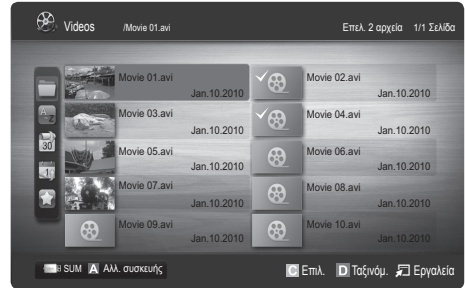 Videos /Movie 01.avi Επελ. 2 αρχεία 1/1 Σελίδα
Movie 01.avi Movie 02.avi
Jan.10.2010 Jan.10.2010
Movie 03.avi Movie 04.avi
Jan.10.2010 Jan.10.2010
Movie 05.avi Movie 06.avi
Jan.10.2010 Jan.10.2010
Movie 07.avi Movie 08.avi
Jan.10.2010 Jan.10.2010
Movie 09.avi Movie 10.avi
Jan.10.2010 Jan.10.2010
SUM A Αλλ. συσκευής C Επιλ. D Ταξινόμ. Εργαλεία